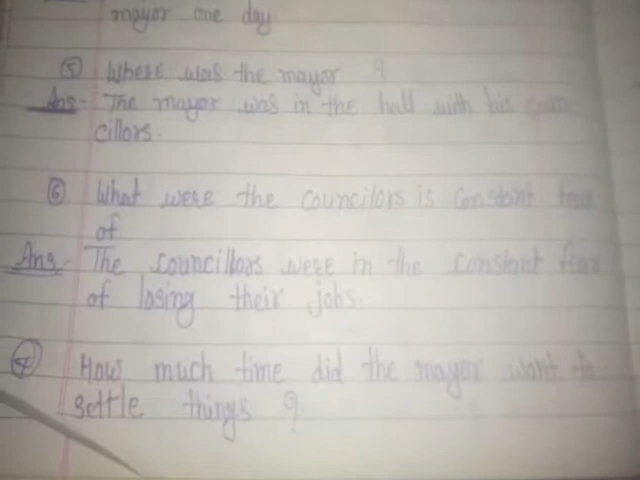 mayor one day
⑤ Where was the mayor ?
Ans - The mayor was in the hall with his coun
cillors.
⑥ What were the councilors is constant fear
of
Ans - The councillors were in the constant fear
of losing their jobs.
⑦ How much time did the mayor want to
settle things ?